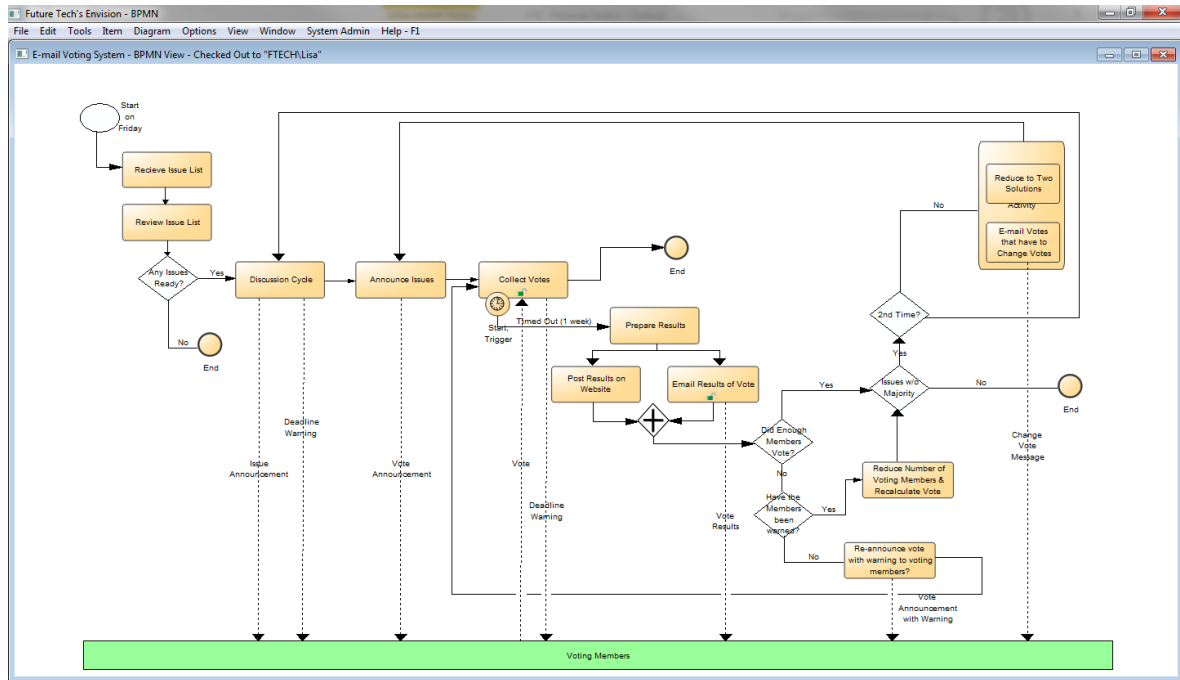 Future Tech's Envision - BPMN
File Edit Tools Item Diagram Options View Window System Admin Help - F1
E-mail Voting System - BPMN View - Checked Out to "FTECH\Lisa"
Start
on
Friday
Recieve Issue List
Review Issue List
Any Issues
Ready?
Yes
No
End
Discussion Cycle
Announce Issues
Collect Votes
End
Start,
Trigger
Timed Out (1 week)
Prepare Results
Post Results on
Website
Email Results of Vote
Did Enough
Members
Vote?
Yes
No
Have the
Members
been
warned?
Yes
No
Reduce Number of
Voting Members &
Recalculate Vote
Re-announce vote
with warning to voting
members?
Issues w/o
Majority
Yes
No
End
2nd Time?
No
Reduce to Two
Solutions
Activity
E-mail Votes
that have to
Change Votes
Issue
Announcement
Deadline
Warning
Vote
Announcement
Vote
Deadline
Warning
Vote
Results
Vote
Announcement
with Warning
Change
Vote
Message
Voting Members